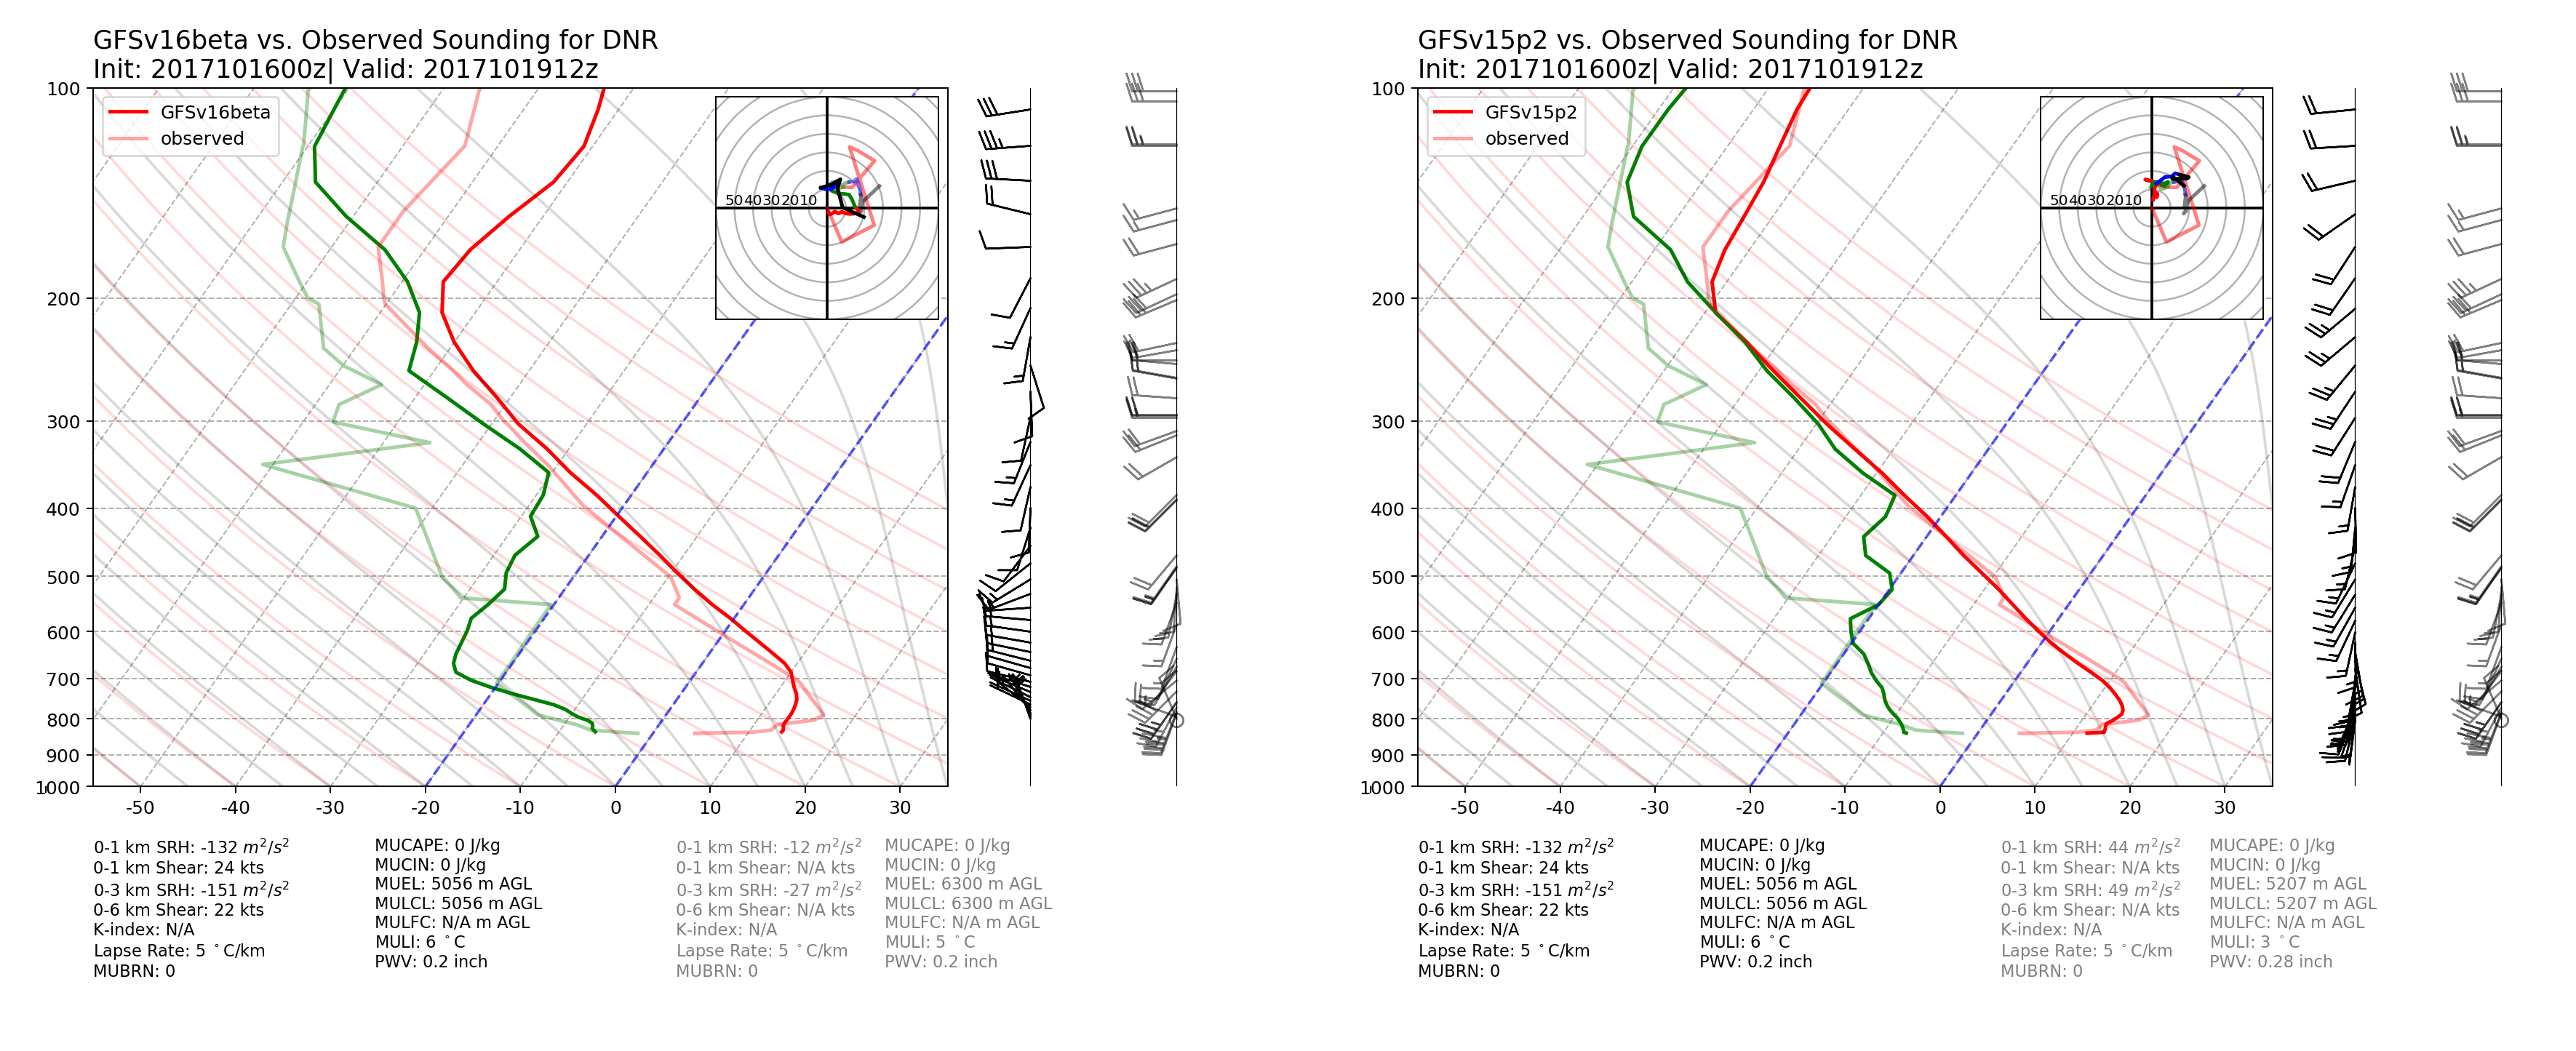 GFSv16beta vs. Observed Sounding for DNR
Init: 2017101600z| Valid: 2017101912z
GFSv16beta
observed
5040302010
100
200
300
400
500
600
700
800
900
1000
-50 -40 -30 -20 -10 0 10 20 30
0-1 km SRH: -132 m²/s²
0-1 km Shear: 24 kts
0-3 km SRH: -151 m²/s²
0-6 km Shear: 22 kts
K-index: N/A
Lapse Rate: 5 °C/km
MUBRN: 0
MUCAPE: 0 J/kg
MUCIN: 0 J/kg
MUEL: 5056 m AGL
MULCL: 5056 m AGL
MULFC: N/A m AGL
MULI: 6 °C
PWV: 0.2 inch
0-1 km SRH: -12 m²/s²
0-1 km Shear: N/A kts
0-3 km SRH: -27 m²/s²
0-6 km Shear: N/A kts
K-index: N/A
Lapse Rate: 5 °C/km
MUBRN: 0
MUCAPE: 0 J/kg
MUCIN: 0 J/kg
MUEL: 6300 m AGL
MULCL: 6300 m AGL
MULFC: N/A m AGL
MULI: 5 °C
PWV: 0.2 inch
GFSv15p2 vs. Observed Sounding for DNR
Init: 2017101600z| Valid: 2017101912z
GFSv15p2
observed
5040302010
100
200
300
400
500
600
700
800
900
1000
-50 -40 -30 -20 -10 0 10 20 30
0-1 km SRH: -132 m²/s²
0-1 km Shear: 24 kts
0-3 km SRH: -151 m²/s²
0-6 km Shear: 22 kts
K-index: N/A
Lapse Rate: 5 °C/km
MUBRN: 0
MUCAPE: 0 J/kg
MUCIN: 0 J/kg
MUEL: 5056 m AGL
MULCL: 5056 m AGL
MULFC: N/A m AGL
MULI: 6 °C
PWV: 0.2 inch
0-1 km SRH: 44 m²/s²
0-1 km Shear: N/A kts
0-3 km SRH: 49 m²/s²
0-6 km Shear: N/A kts
K-index: N/A
Lapse Rate: 5 °C/km
MUBRN: 0
MUCAPE: 0 J/kg
MUCIN: 0 J/kg
MUEL: 5207 m AGL
MULCL: 5207 m AGL
MULFC: N/A m AGL
MULI: 3 °C
PWV: 0.28 inch